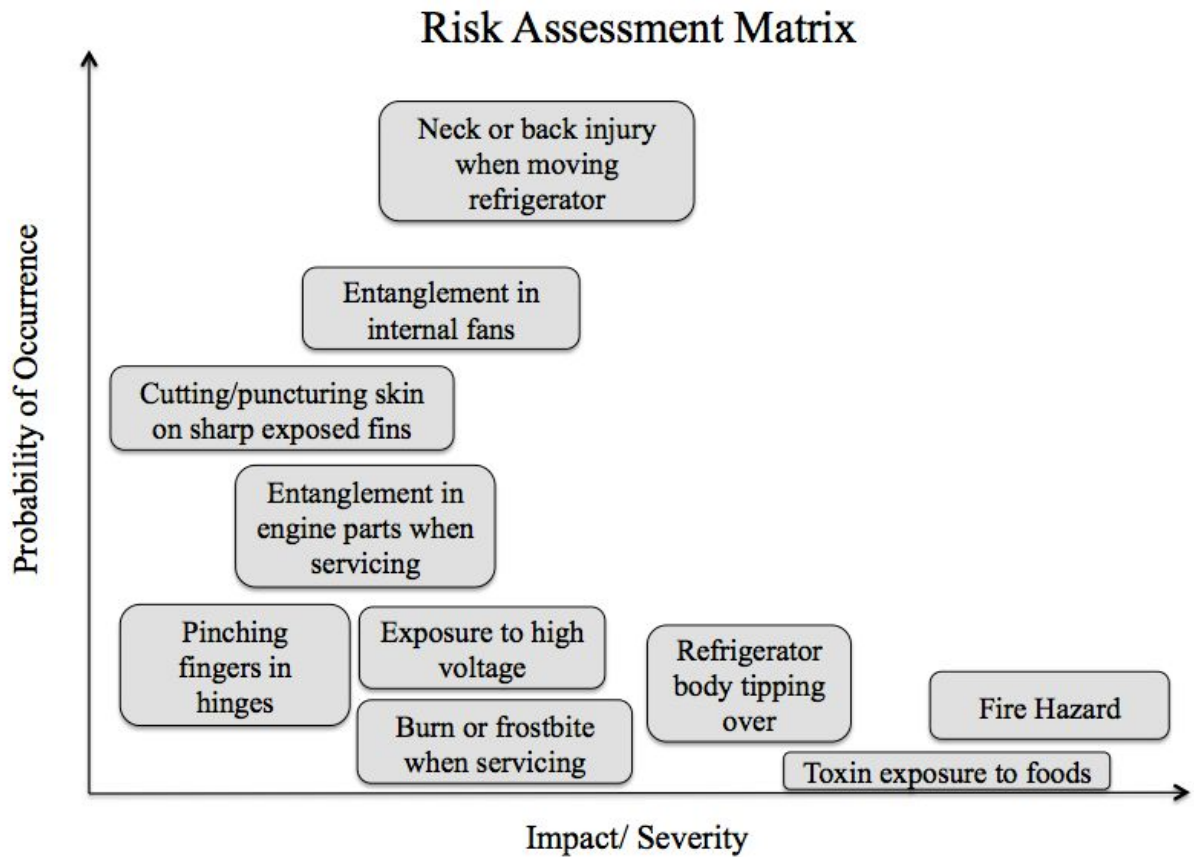 Risk Assessment Matrix
Probability of Occurrence
Neck or back injury
when moving
refrigerator
Entanglement in
internal fans
Cutting/puncturing skin
on sharp exposed fins
Entanglement in
engine parts when
servicing
Pinching
fingers in
hinges
Exposure to high
voltage
Burn or frostbite
when servicing
Refrigerator
body tipping
over
Fire Hazard
Toxin exposure to foods
Impact/ Severity